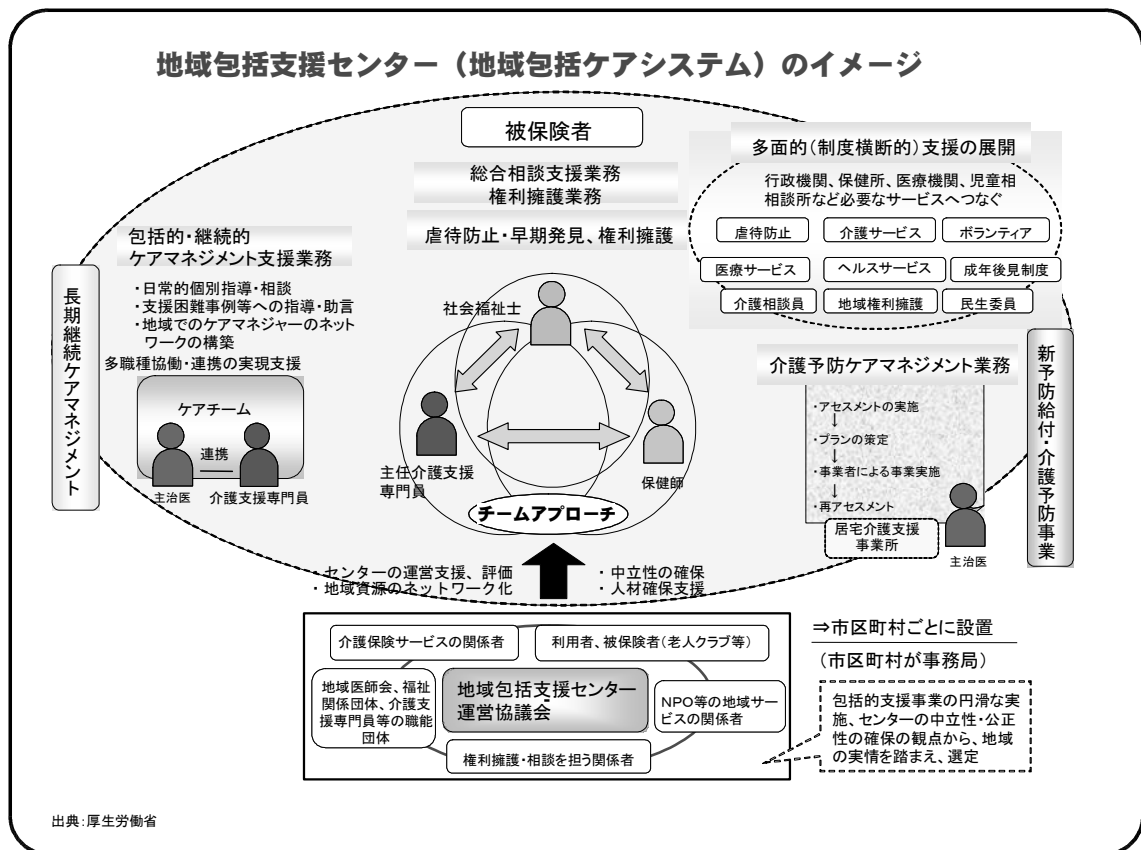 地域包括支援センター（地域包括ケアシステム）のイメージ
被保険者
総合相談支援業務
権利擁護業務
虐待防止・早期発見、権利擁護
多面的（制度横断的）支援の展開
行政機関、保健所、医療機関、児童相
相談所など必要なサービスへつなぐ
虐待防止
介護サービス
ボランティア
医療サービス
ヘルスサービス
成年後見制度
介護相談員
地域権利擁護
民生委員
包括的・継続的
ケアマネジメント支援業務
・日常的個別指導・相談
・支援困難事例等への指導・助言
・地域でのケアマネジャーのネット
ワークの構築
多職種協働・連携の実現支援
ケアチーム
連携
主治医
介護支援専門員
長期継続ケアマネジメント
社会福祉士
主任介護支援
専門員
保健師
チームアプローチ
介護予防ケアマネジメント業務
・アセスメントの実施
↓
・プランの策定
↓
・事業者による事業実施
↓
・再アセスメント
居宅介護支援
事業所
主治医
新予防給付・介護予防事業
・センターの運営支援、評価
・地域資源のネットワーク化
・中立性の確保
・人材確保支援
介護保険サービスの関係者
利用者、被保険者（老人クラブ等）
地域医師会、福祉
関係団体、介護支
援専門員等の職能
団体
地域包括支援センター
運営協議会
NPO等の地域サー
ビスの関係者
権利擁護・相談を担う関係者
⇒市区町村ごとに設置
（市区町村が事務局）
包括的支援事業の円滑な実
施、センターの中立性・公正
性の確保の観点から、地域
の実情を踏まえ、選定
出典：厚生労働省